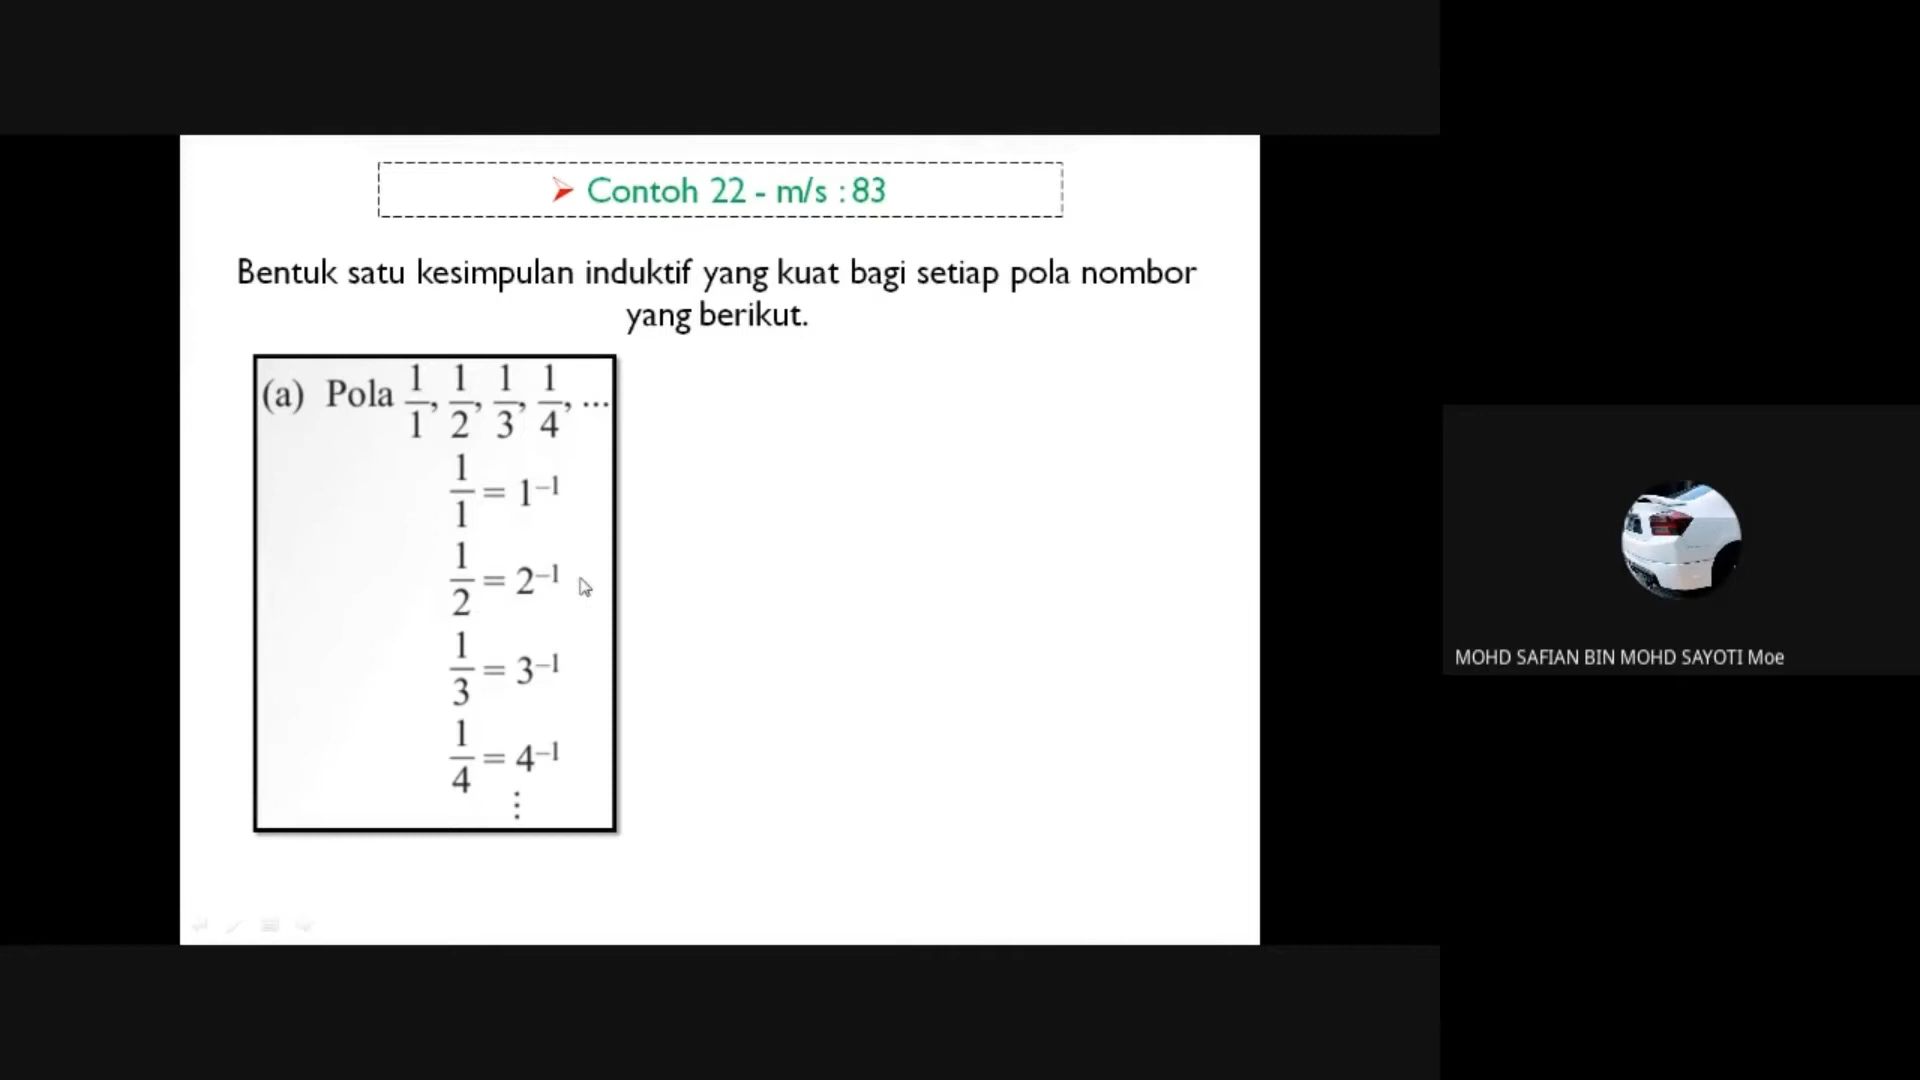 ➤ Contoh 22 - m/s : 83
Bentuk satu kesimpulan induktif yang kuat bagi setiap pola nombor
yang berikut.
(a) Pola 1/1, 1/2, 1/3, 1/4, ...
1/1 = 1⁻¹
1/2 = 2⁻¹
1/3 = 3⁻¹
1/4 = 4⁻¹
⋮
MOHD SAFIAN BIN MOHD SAYOTI Moe